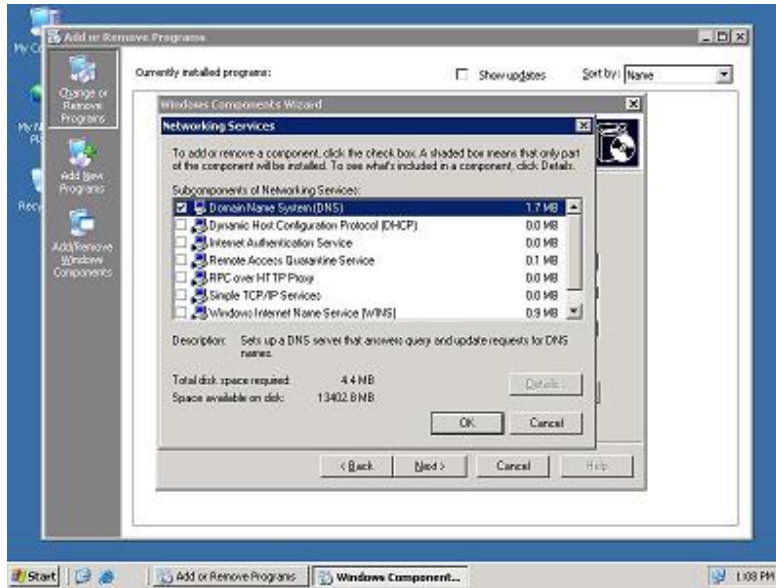 Add or Remove Programs
Currently installed programs:
Show updates
Sort by: Name
Change or
Remove
Programs
Add New
Programs
Add/Remove
Windows
Components
Windows Components Wizard
Networking Services
To add or remove a component, click the check box. A shaded box means that only part
of the component will be installed. To see what's included in a component, click Details.
Subcomponents of Networking Services:
Domain Name System (DNS) 1.7 MB
Dynamic Host Configuration Protocol (DHCP) 0.0 MB
Internet Authentication Service 0.0 MB
Remote Access Quarantine Service 0.1 MB
RPC over HTTP Proxy 0.0 MB
Simple TCP/IP Services 0.0 MB
Windows Internet Name Service (WINS) 0.9 MB
Description: Sets up a DNS server that answers query and update requests for DNS
names.
Total disk space required: 4.4 MB
Space available on disk: 13402.8 MB
Details...
OK Cancel
< Back Next > Cancel Help
My
My
Recy
Start Add or Remove Programs Windows Component... 1:08 PM